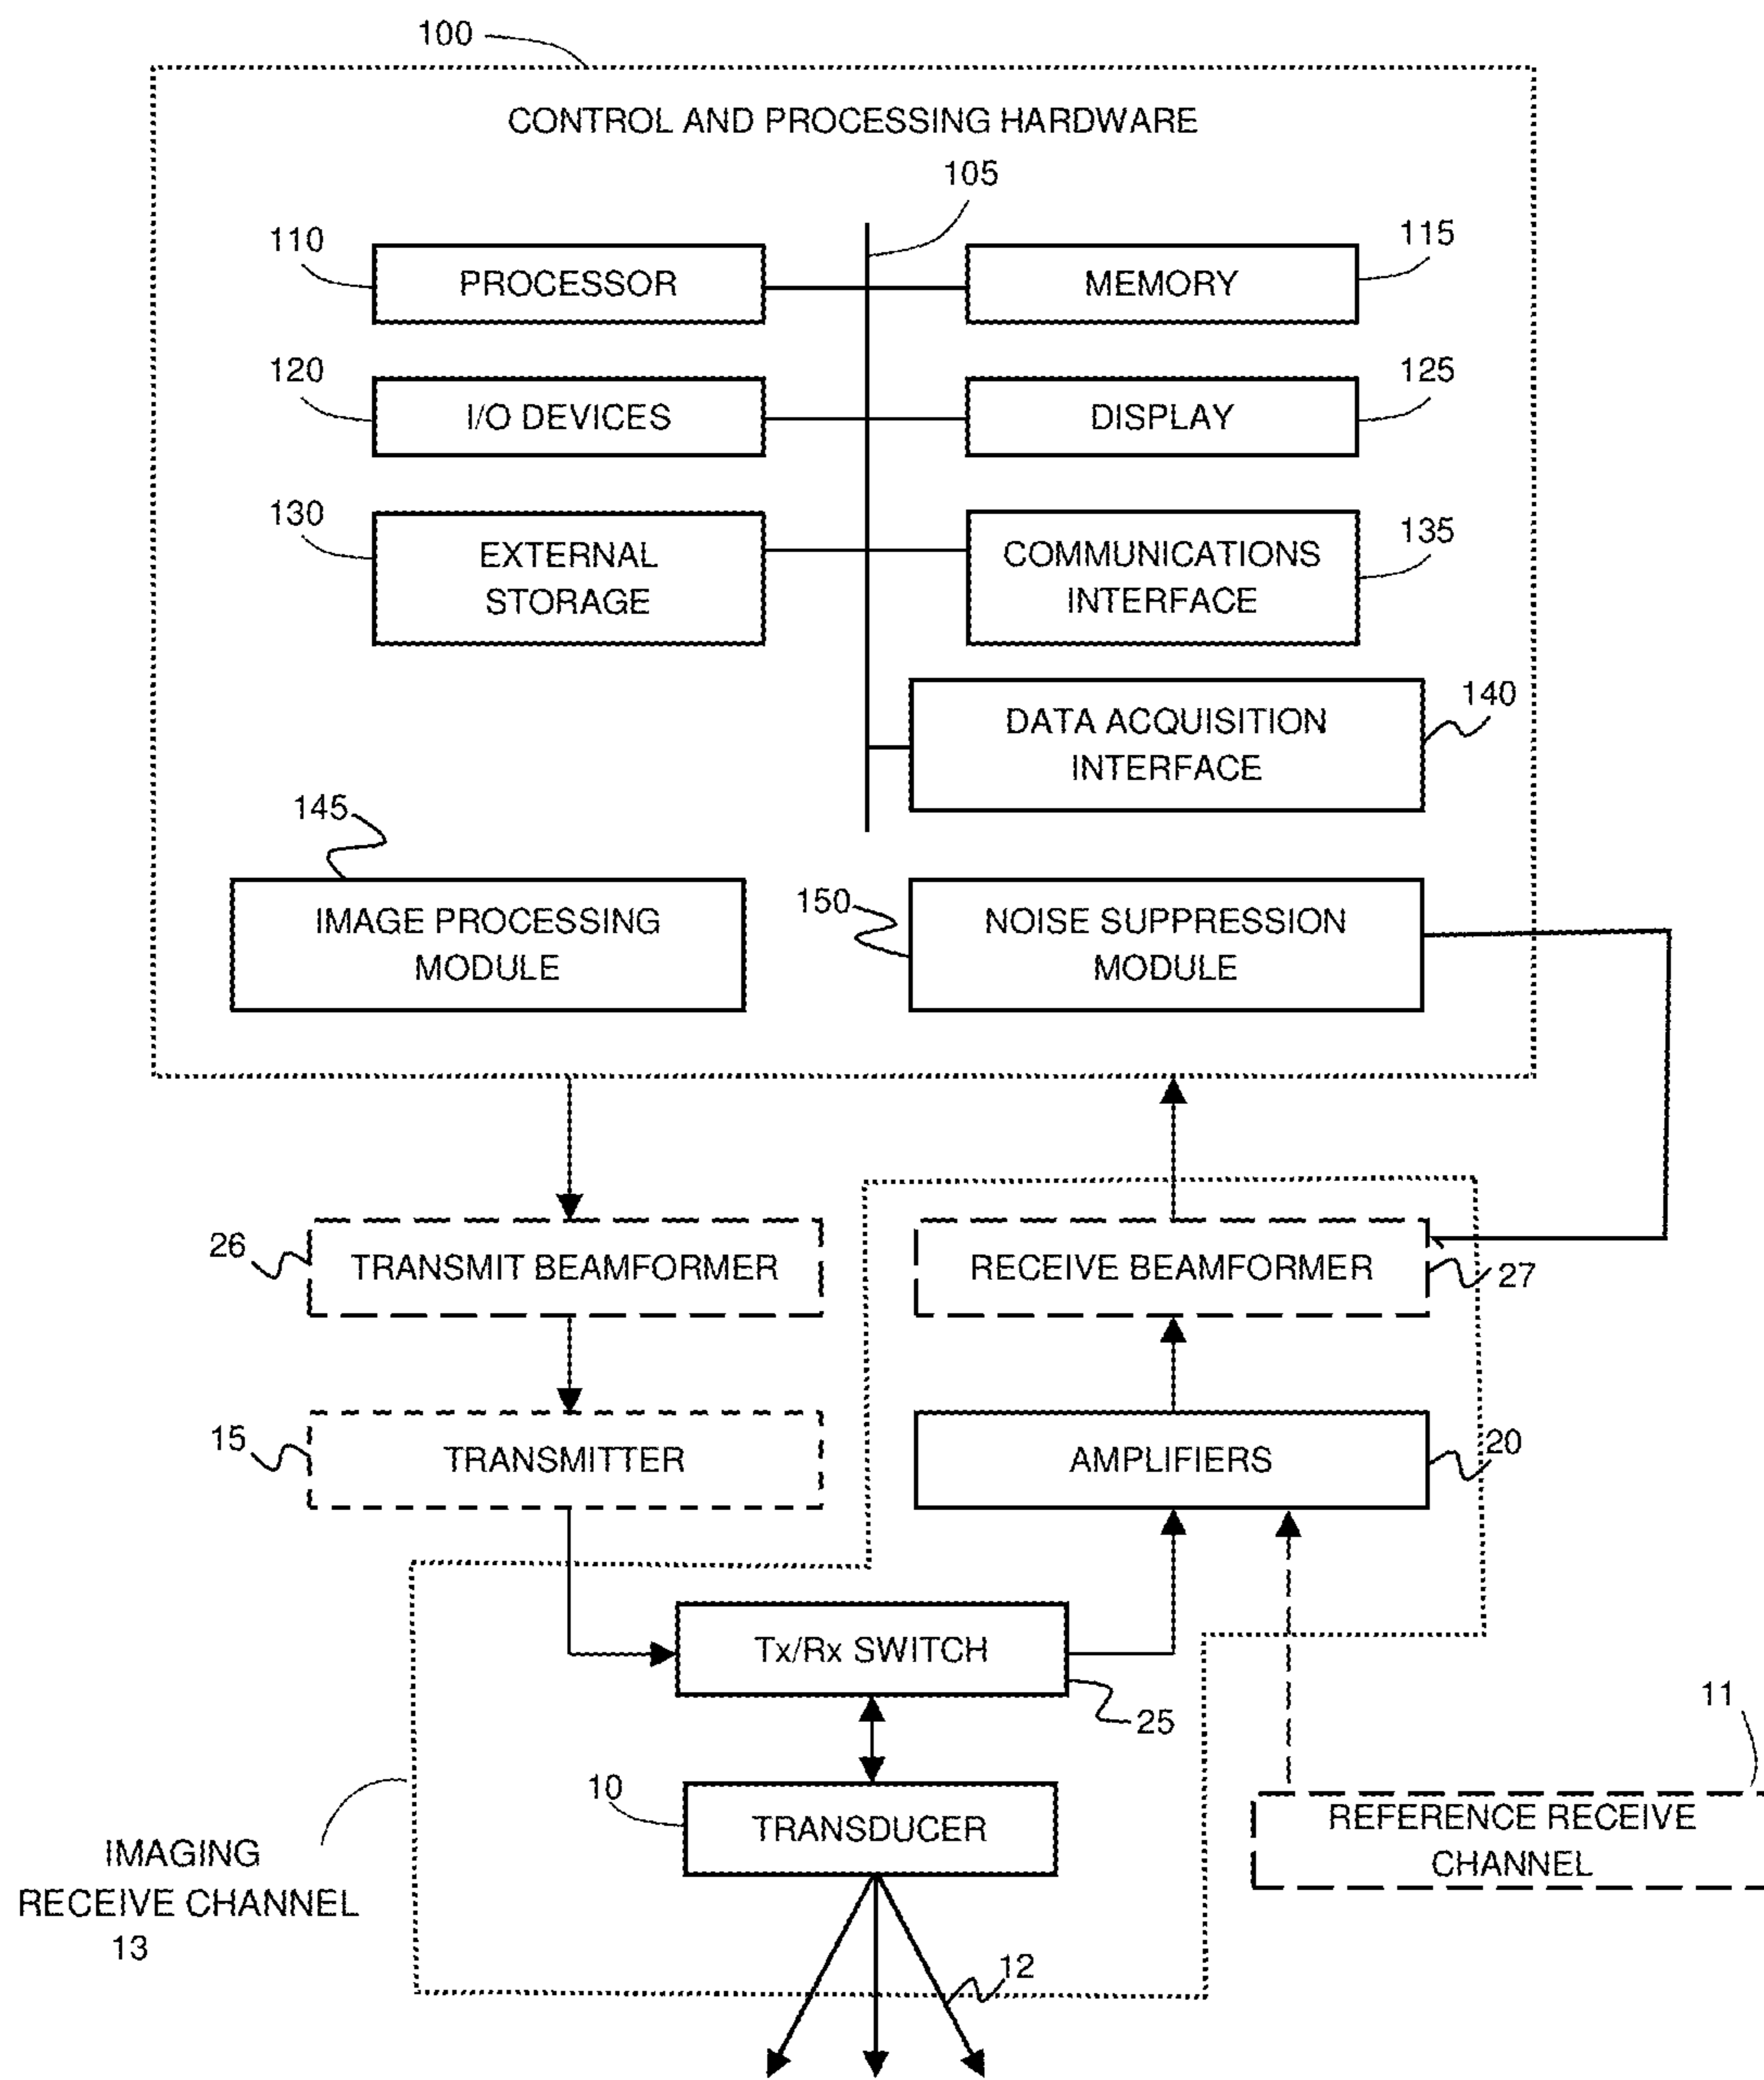 100
CONTROL AND PROCESSING HARDWARE
105
110
PROCESSOR
MEMORY
115
120
I/O DEVICES
DISPLAY
125
130
EXTERNAL
STORAGE
COMMUNICATIONS
INTERFACE
135
DATA ACQUISITION
INTERFACE
140
145
IMAGE PROCESSING
MODULE
150
NOISE SUPPRESSION
MODULE
26
TRANSMIT BEAMFORMER
RECEIVE BEAMFORMER
27
15
TRANSMITTER
AMPLIFIERS
20
Tx/Rx SWITCH
25
10
TRANSDUCER
11
REFERENCE RECEIVE
CHANNEL
IMAGING
RECEIVE CHANNEL
13
12